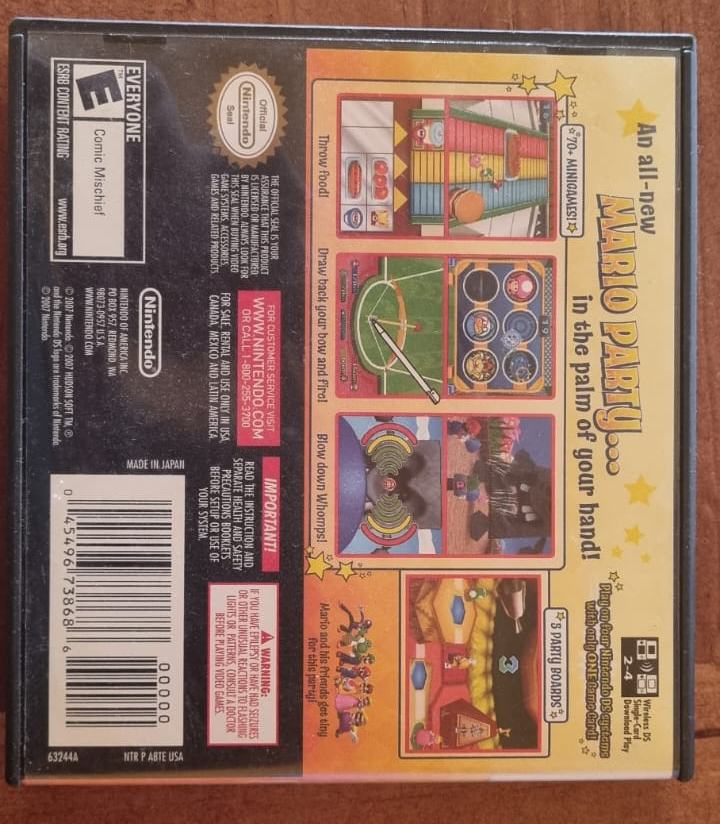 An all-new
MARIO PARTY...
in the palm of your hand!
70+ MINIGAMES!
Throw food!
Draw back your bow and fire!
Blow down Whomps!
Wireless DS
Single-Card
Download Play
2-4
Play on four Nintendo DS systems
with only ONE Game Card!
5 PARTY BOARDS
3
Mario and his friends get tiny
for this party!
Official
Nintendo
Seal
THE OFFICIAL SEAL IS YOUR
ASSURANCE THAT THIS PRODUCT
IS LICENSED OR MANUFACTURED
BY NINTENDO. ALWAYS LOOK FOR
THIS SEAL WHEN BUYING VIDEO
GAME SYSTEMS, ACCESSORIES,
GAMES AND RELATED PRODUCTS.
FOR CUSTOMER SERVICE VISIT
WWW.NINTENDO.COM
OR CALL 1-800-255-3700
FOR SALE, RENTAL AND USE ONLY IN USA,
CANADA, MEXICO AND LATIN AMERICA.
IMPORTANT!
READ THE INSTRUCTION AND
SEPARATE HEALTH AND SAFETY
PRECAUTIONS BOOKLETS
BEFORE SETUP OR USE OF
YOUR SYSTEM.
WARNING:
IF YOU HAVE EPILEPSY OR HAVE HAD SEIZURES
OR OTHER UNUSUAL REACTIONS TO FLASHING
LIGHTS OR PATTERNS, CONSULT A DOCTOR
BEFORE PLAYING VIDEO GAMES.
EVERYONE
E
TM
Comic Mischief
ESRB CONTENT RATING
www.esrb.org
Nintendo®
NINTENDO OF AMERICA INC.
PO BOX 957, REDMOND, WA
98073-0957 U.S.A.
WWW.NINTENDO.COM
© 2007 Nintendo. © 2007 HUDSON SOFT TM, ®
and the Nintendo DS logo are trademarks of Nintendo.
© 2007 Nintendo.
MADE IN JAPAN
0 45496 73868 6
00000
63244A
NTR P ABTE USA